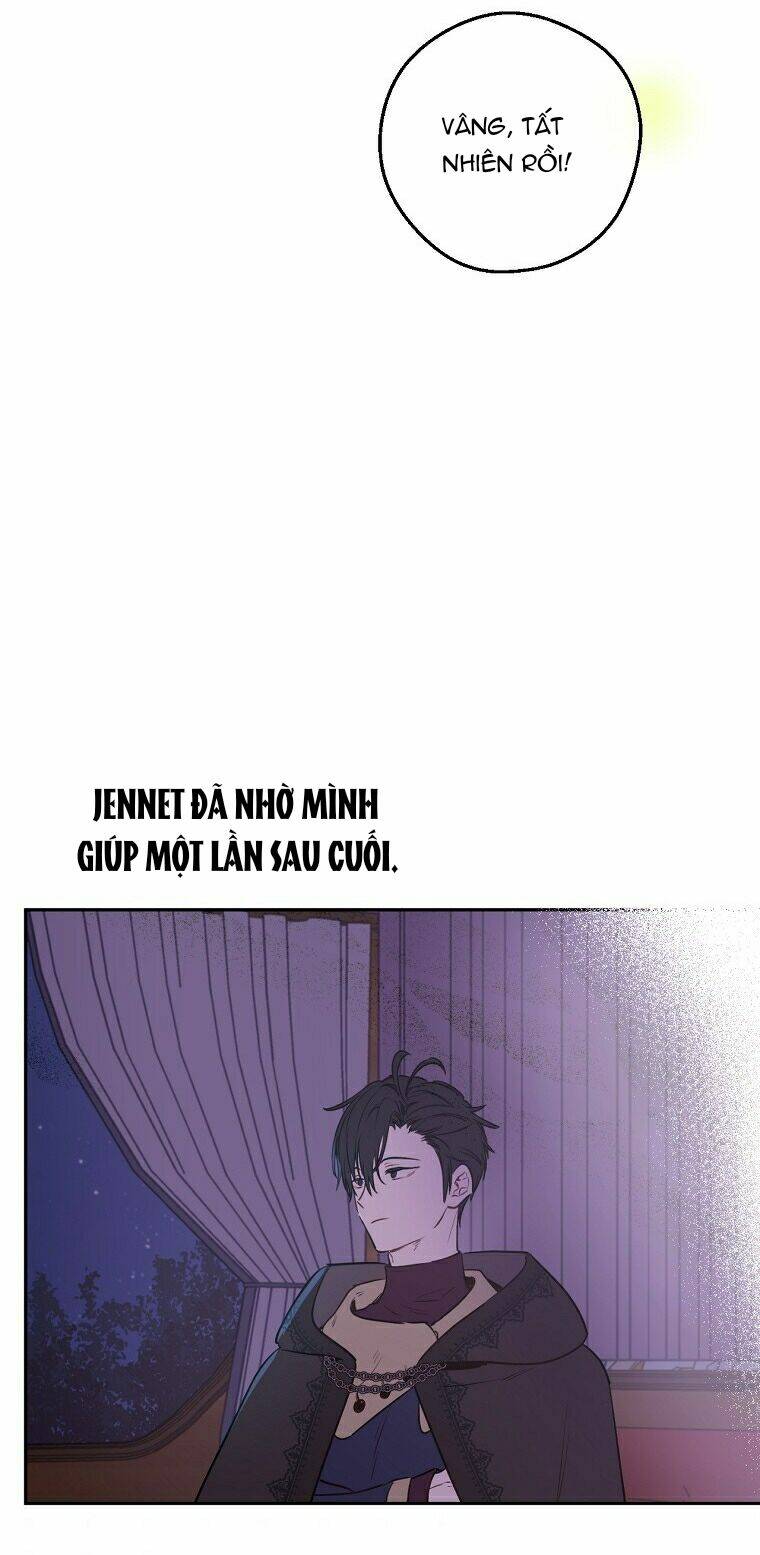 VÂNG, TẤT
NHIÊN RỒI!
JENNET ĐÃ NHỜ MÌNH
GIÚP MỘT LẦN SAU CUỐI.